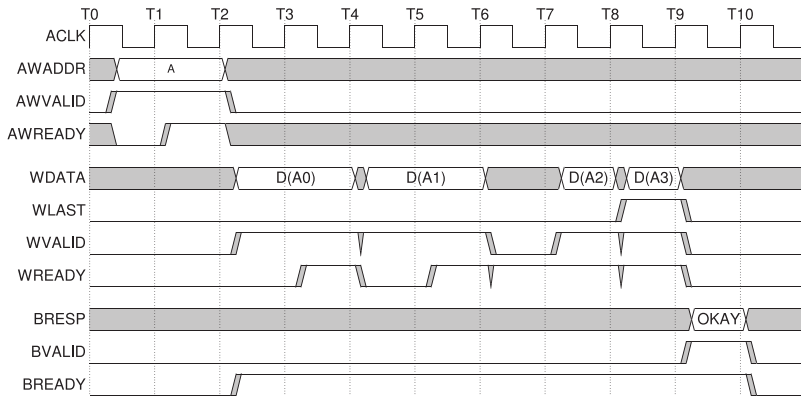 T0 T1 T2 T3 T4 T5 T6 T7 T8 T9 T10
ACLK
AWADDR A
AWVALID
AWREADY
WDATA D(A0) D(A1) D(A2) D(A3)
WLAST
WVALID
WREADY
BRESP OKAY
BVALID
BREADY